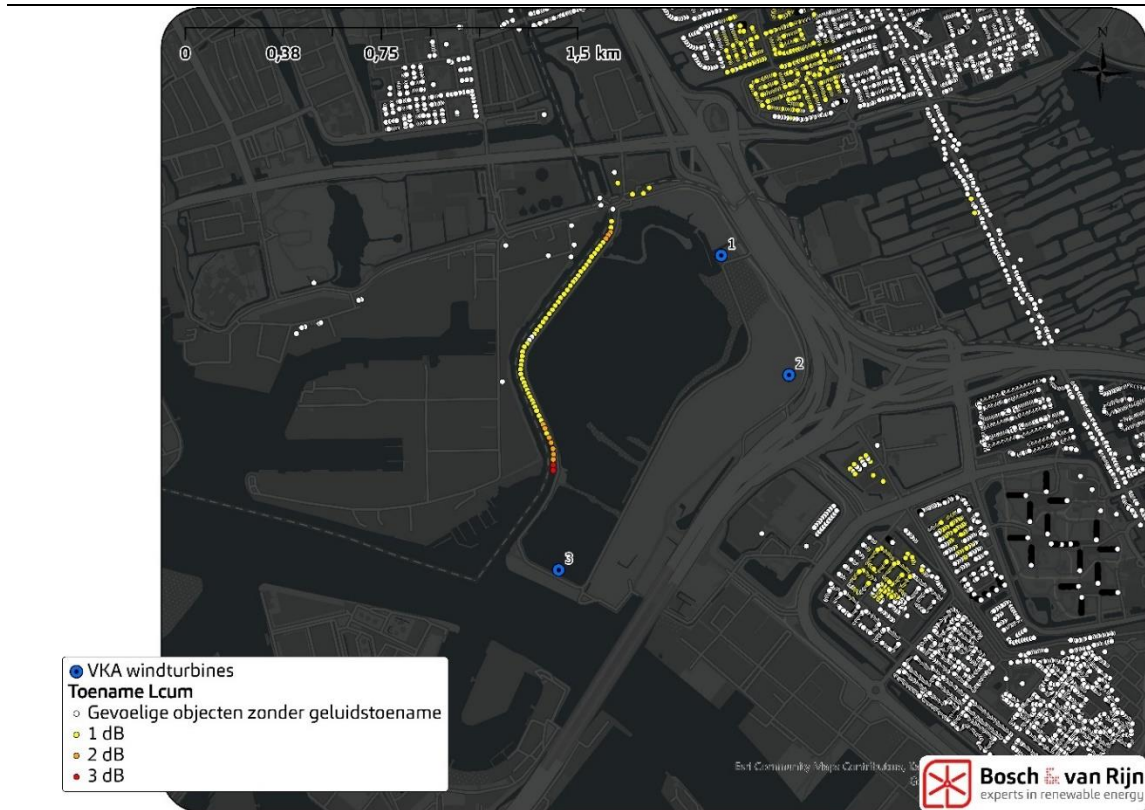 0 0,38 0,75 1,5 km
N
1
2
3
VKA windturbines
Toename Lcum
Gevoelige objecten zonder geluidstoename
1 dB
2 dB
3 dB
Esri Community Maps Contributors,
Bosch & van Rijn
experts in renewable energy